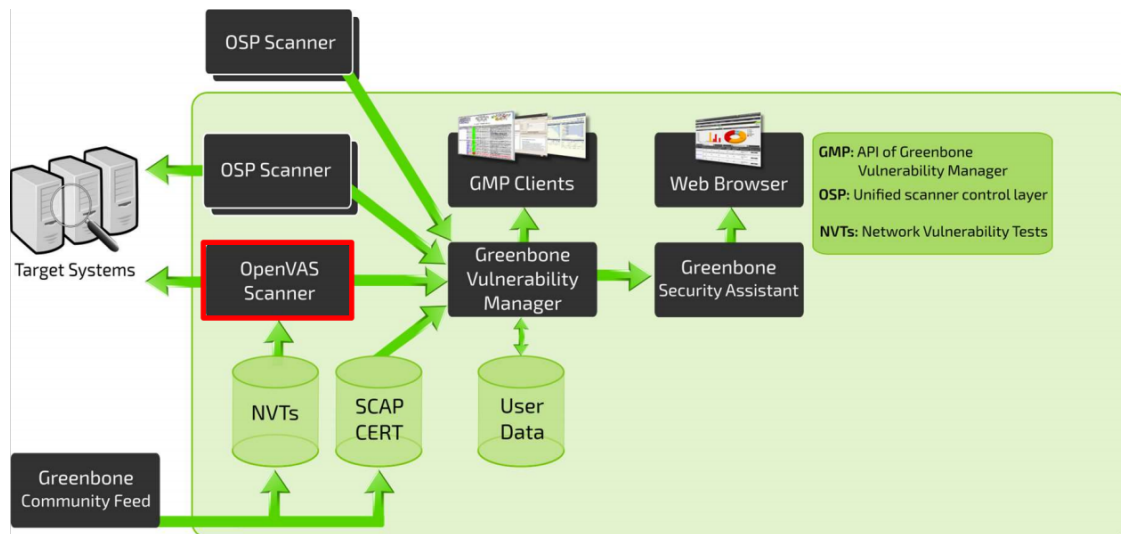 OSP Scanner
OSP Scanner
GMP Clients
Web Browser
GMP: API of Greenbone
Vulnerability Manager
OSP: Unified scanner control layer
NVTs: Network Vulnerability Tests
Target Systems
OpenVAS
Scanner
Greenbone
Vulnerability
Manager
Greenbone
Security Assistant
NVTs
SCAP
CERT
User
Data
Greenbone
Community Feed